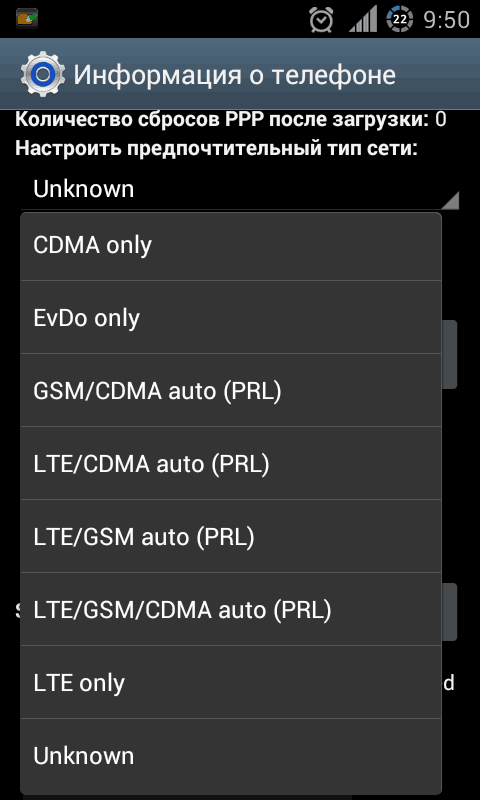 22 9:50
Информация о телефоне
Количество сбросов PPP после загрузки: 0
Настроить предпочтительный тип сети:
Unknown
CDMA only
EvDo only
GSM/CDMA auto (PRL)
LTE/CDMA auto (PRL)
LTE/GSM auto (PRL)
LTE/GSM/CDMA auto (PRL)
LTE only
Unknown